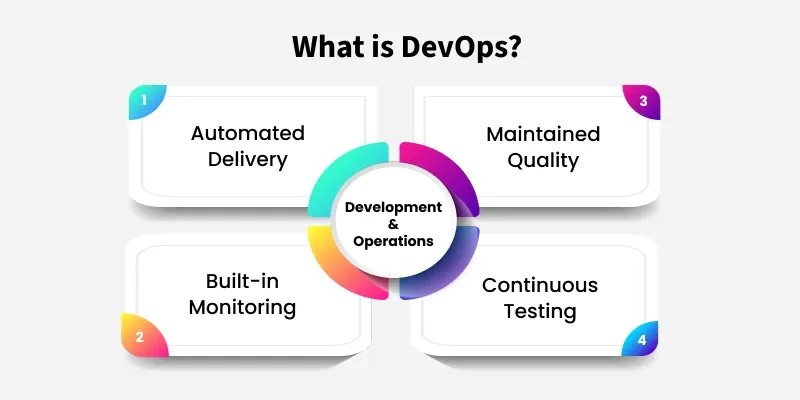 What is DevOps?
1
Automated
Delivery
2
Built-in
Monitoring
3
Maintained
Quality
4
Continuous
Testing
Development
&
Operations